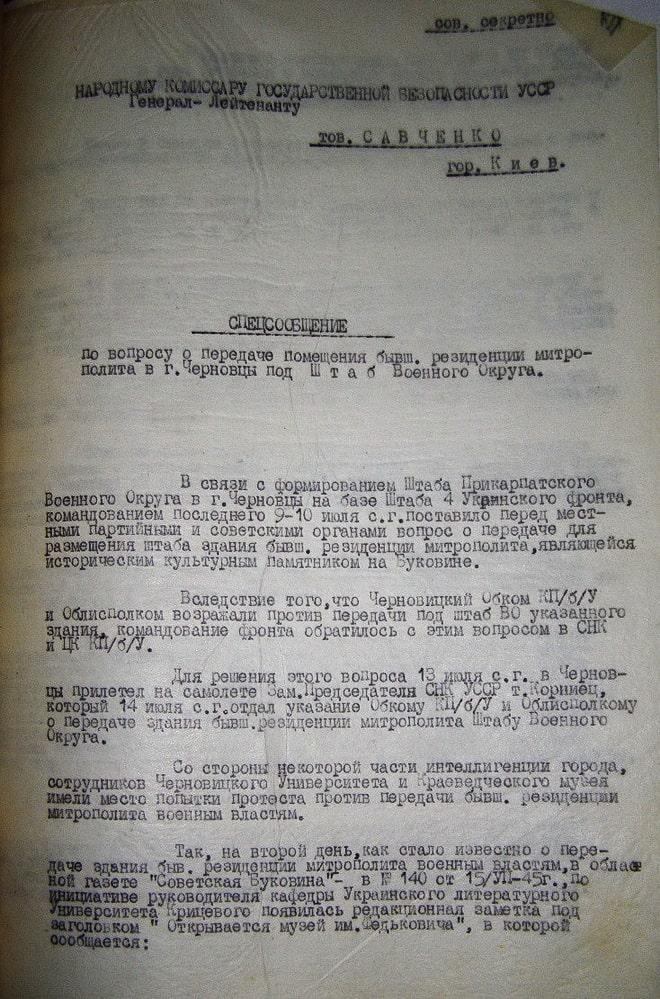 сов. секретно
НАРОДНОМУ КОМИССАРУ ГОСУДАРСТВЕННОЙ БЕЗОПАСНОСТИ УССР
Генерал-Лейтенанту
тов. С А В Ч Е Н К О
гор. К и е в.
СПЕЦСООБЩЕНИЕ
по вопросу о передаче помещения бывш. резиденции митро-
полита в г.Черновцы под Ш т а б Военного Округа.
В связи с формированием Штаба Прикарпатского
Военного Округа в г.Черновцы на базе Штаба 4 Украинского фронта,
командованием последнего 9-10 июля с.г.поставило перед мест-
ными Партийными и советскими органами вопрос о передаче для
размещения штаба здания бывш. резиденции митрополита,являющейся
историческим культурным Памятником на Буковине.
Вследствие того,что Черновицкий Обком КП/б/У
и Облисполком возражали против передачи под штаб ВО указанного
здания, командование фронта обратилось с этим вопросом в СНК
и ЦК КП/б/У.
Для решения этого вопроса 13 июля с.г. в Чернов-
цы прилетел на самолете Зам.Председателя СНК УССР т.Корниец,
который 14 июля с.г.отдал указание Обкому КП/б/У и Облисполкому
о передаче здания бывш.резиденции митрополита Штабу Военного
Округа.
Со стороны некоторой части интеллигенции города,
сотрудников Черновицкого Университета и Краеведческого музея
имели место попытки протеста против передачи бывш. резиденции
митрополита военным властям.
Так, на второй день,как стало известно о пере-
даче здания быв. резиденции митрополита военным властям,в облас
ной газете "Советская Буковина"- в № 140 от 15/УП-45г.,по
инициативе руководителя кафедры Украинского литературного
Университета Крицевого появилась редакционная заметка под
заголовком " Открывается музей им.Федьковича", в которой
сообщается: